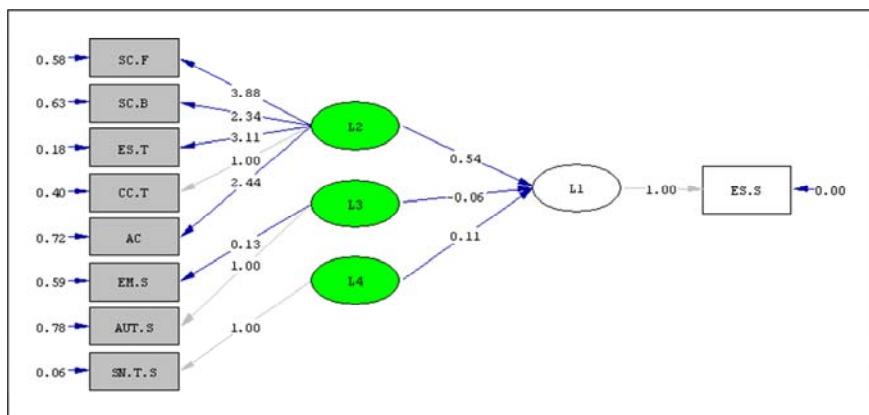 0.58 SC.F
3.88
0.63 SC.B
2.34
L2
0.18 ES.T
3.11
0.54
1.00
0.40 CC.T
L1 1.00 ES.S 0.00
2.44
L3 -0.06
0.72 AC
0.11
0.13
1.00
0.59 EM.S
L4
0.78 AUT.S
1.00
0.06 SN.T.S